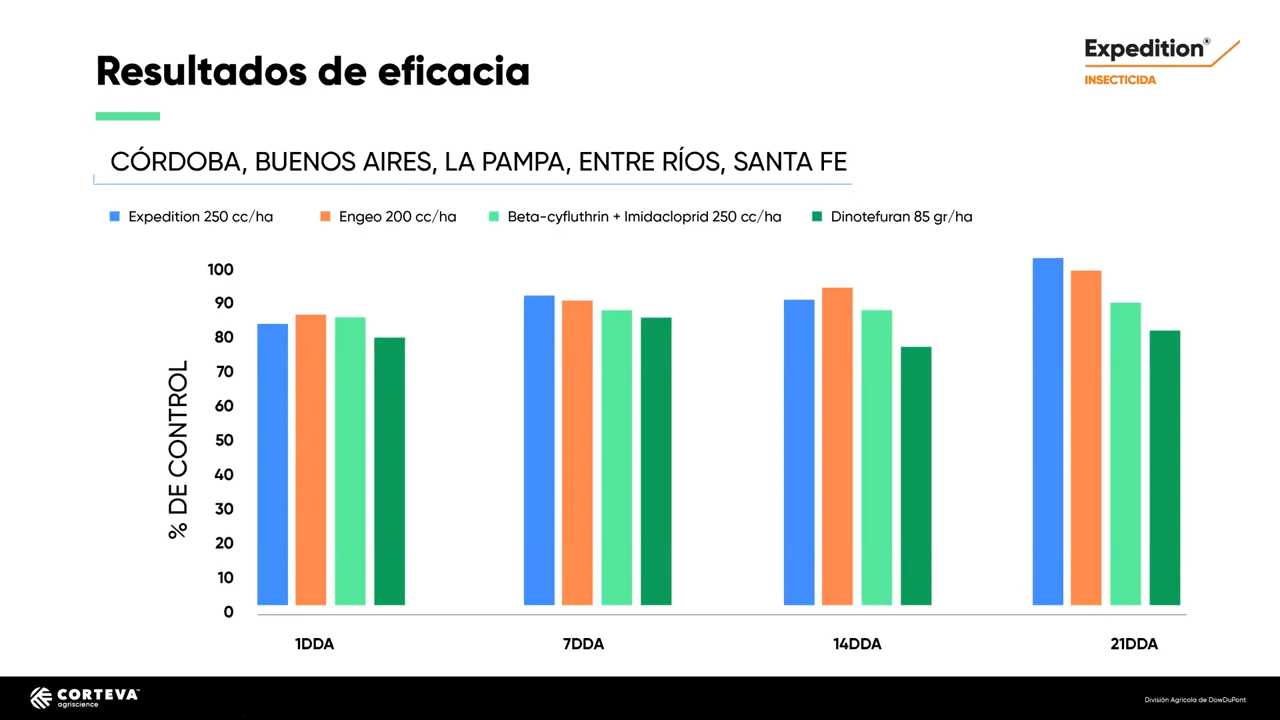 Resultados de eficacia
Expedition®
INSECTICIDA
CÓRDOBA, BUENOS AIRES, LA PAMPA, ENTRE RÍOS, SANTA FE
Expedition 250 cc/ha Engeo 200 cc/ha Beta-cyfluthrin + Imidacloprid 250 cc/ha Dinotefuran 85 gr/ha
% DE CONTROL
100
90
80
70
60
50
40
30
20
10
0
1DDA 7DDA 14DDA 21DDA
CORTEVA™
agriscience
División Agrícola de DowDuPont